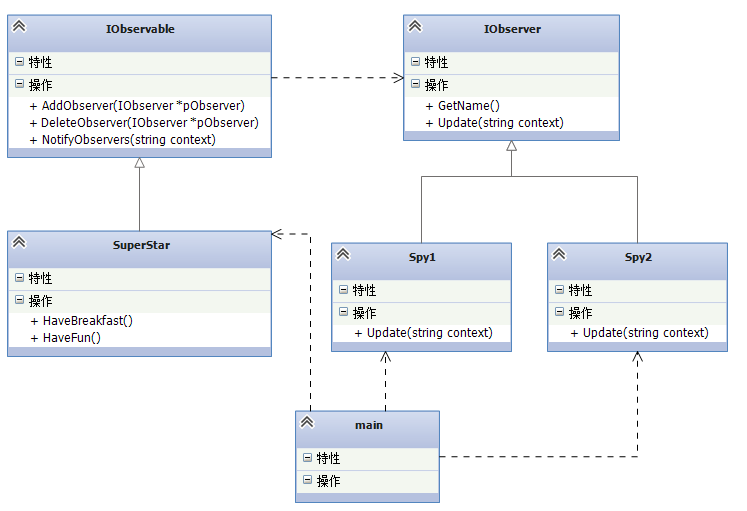 IObservable
特性
操作
+ AddObserver(IObserver *pObserver)
+ DeleteObserver(IObserver *pObserver)
+ NotifyObservers(string context)
IObserver
特性
操作
+ GetName()
+ Update(string context)
SuperStar
特性
操作
+ HaveBreakfast()
+ HaveFun()
Spy1
特性
操作
+ Update(string context)
Spy2
特性
操作
+ Update(string context)
main
特性
操作